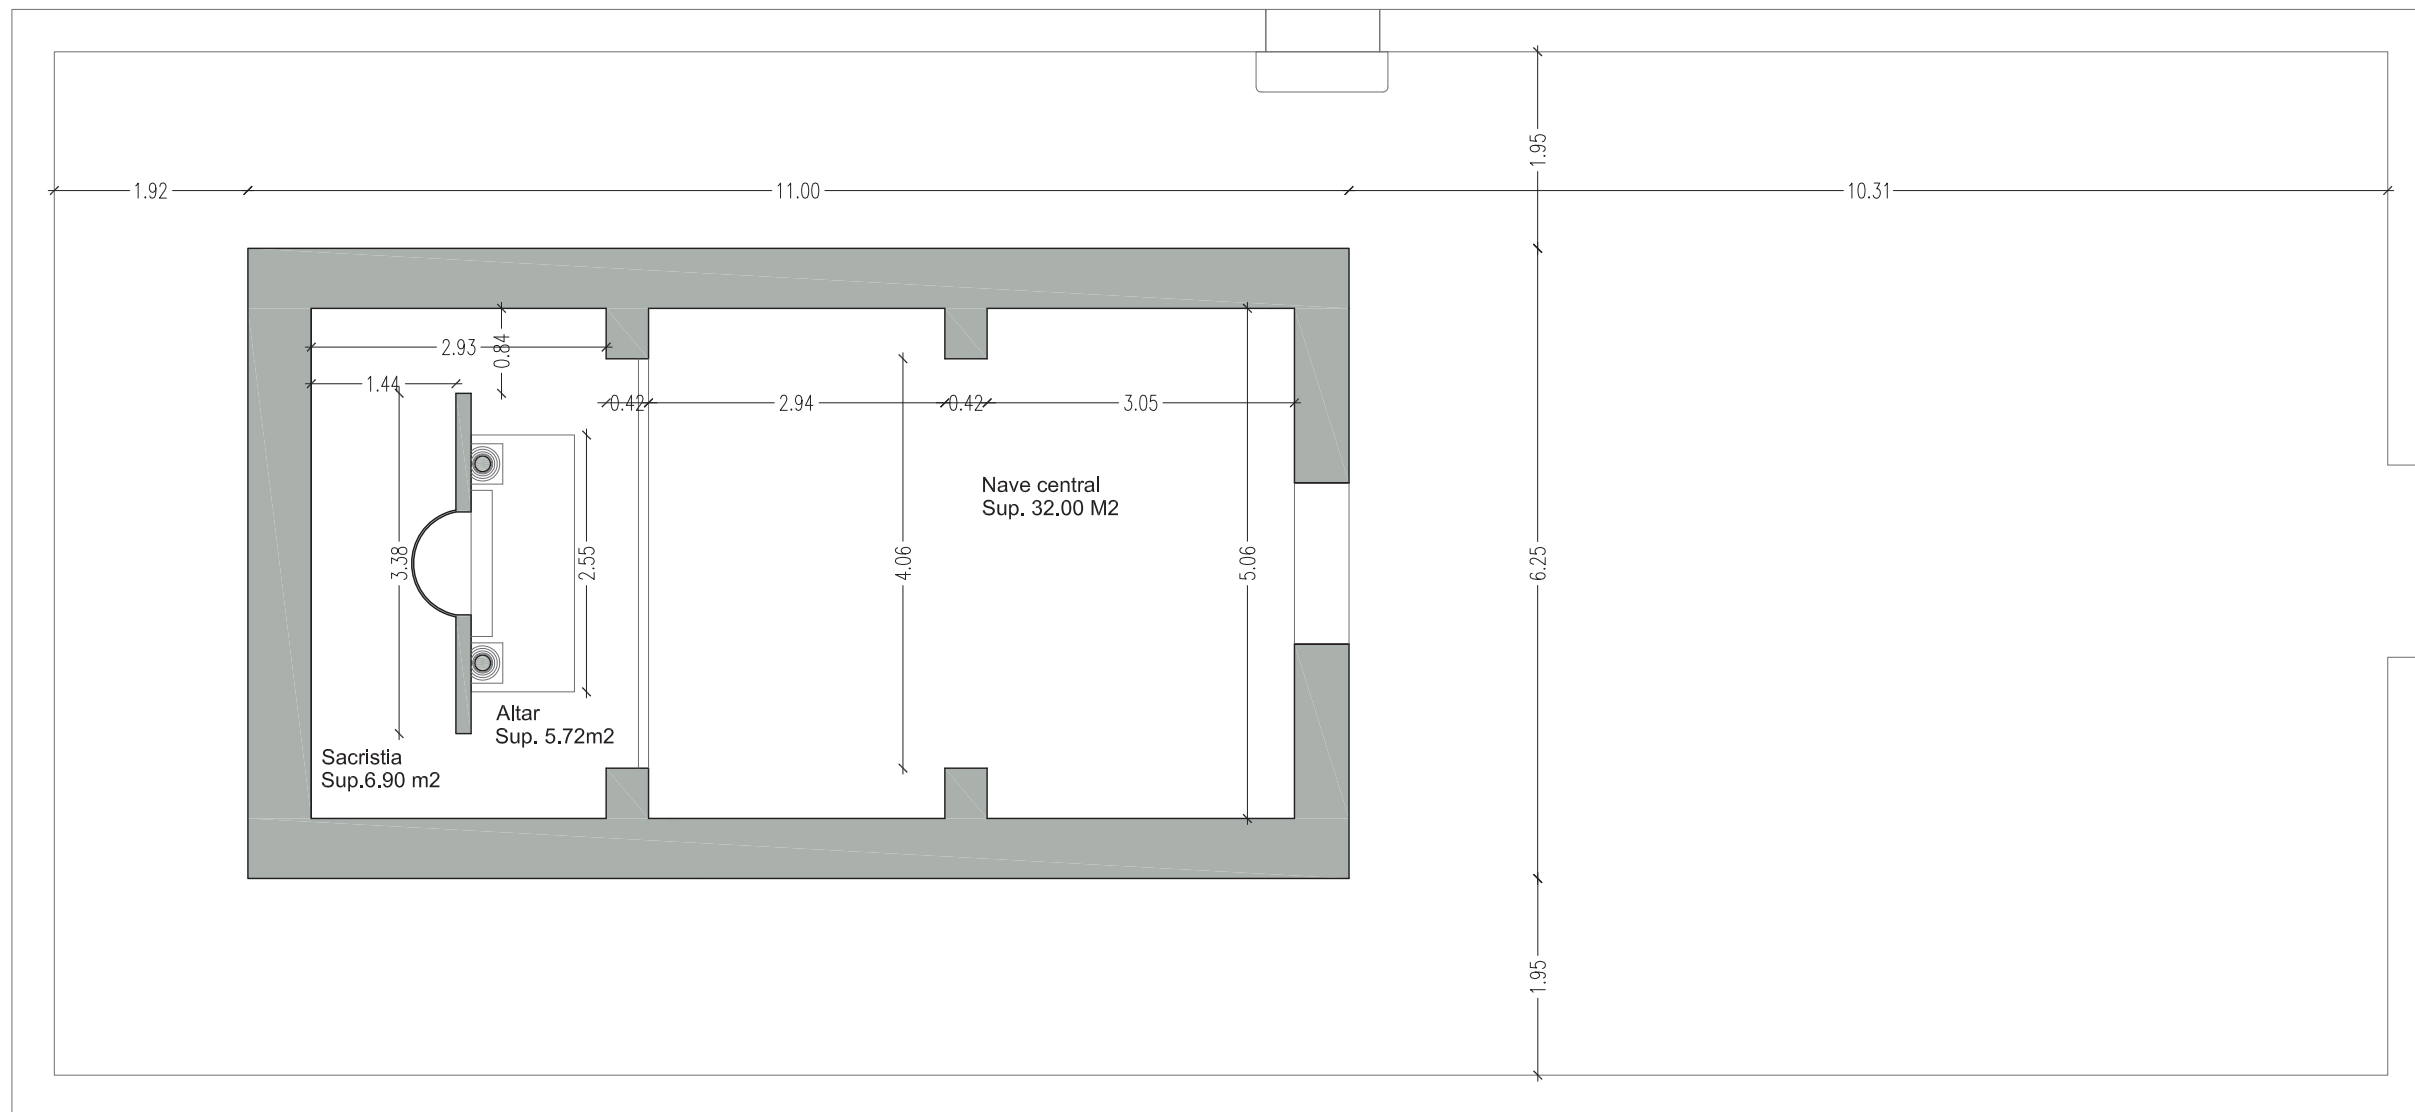 1.95
1.92
11.00
10.31
2.93
0.84
1.44
0.42
2.94
0.42
3.05
Nave central
Sup. 32.00 M2
3.38
2.55
4.06
5.06
6.25
Altar
Sup. 5.72m2
Sacristia
Sup.6.90 m2
1.95